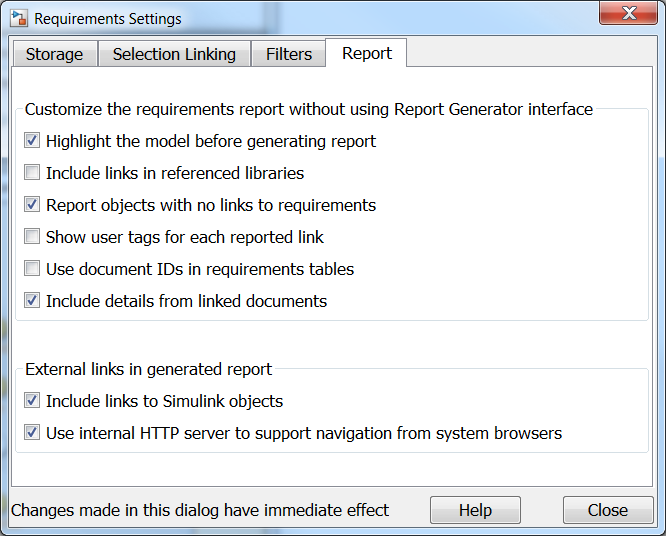 Requirements Settings
Storage
Selection Linking
Filters
Report
Customize the requirements report without using Report Generator interface
Highlight the model before generating report
Include links in referenced libraries
Report objects with no links to requirements
Show user tags for each reported link
Use document IDs in requirements tables
Include details from linked documents
External links in generated report
Include links to Simulink objects
Use internal HTTP server to support navigation from system browsers
Changes made in this dialog have immediate effect
Help
Close